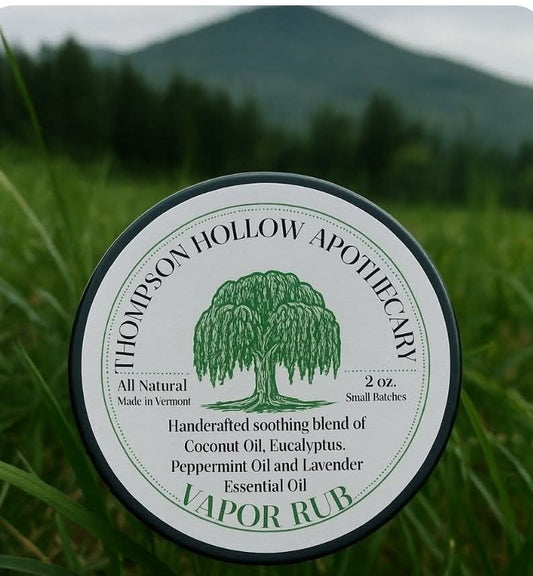 THOMPSON HOLLOW APOTHECARY
All Natural
Made in Vermont
2 oz.
Small Batches
Handcrafted soothing blend of
Coconut Oil, Eucalyptus.
Peppermint Oil and Lavender
Essential Oil
VAPOR RUB